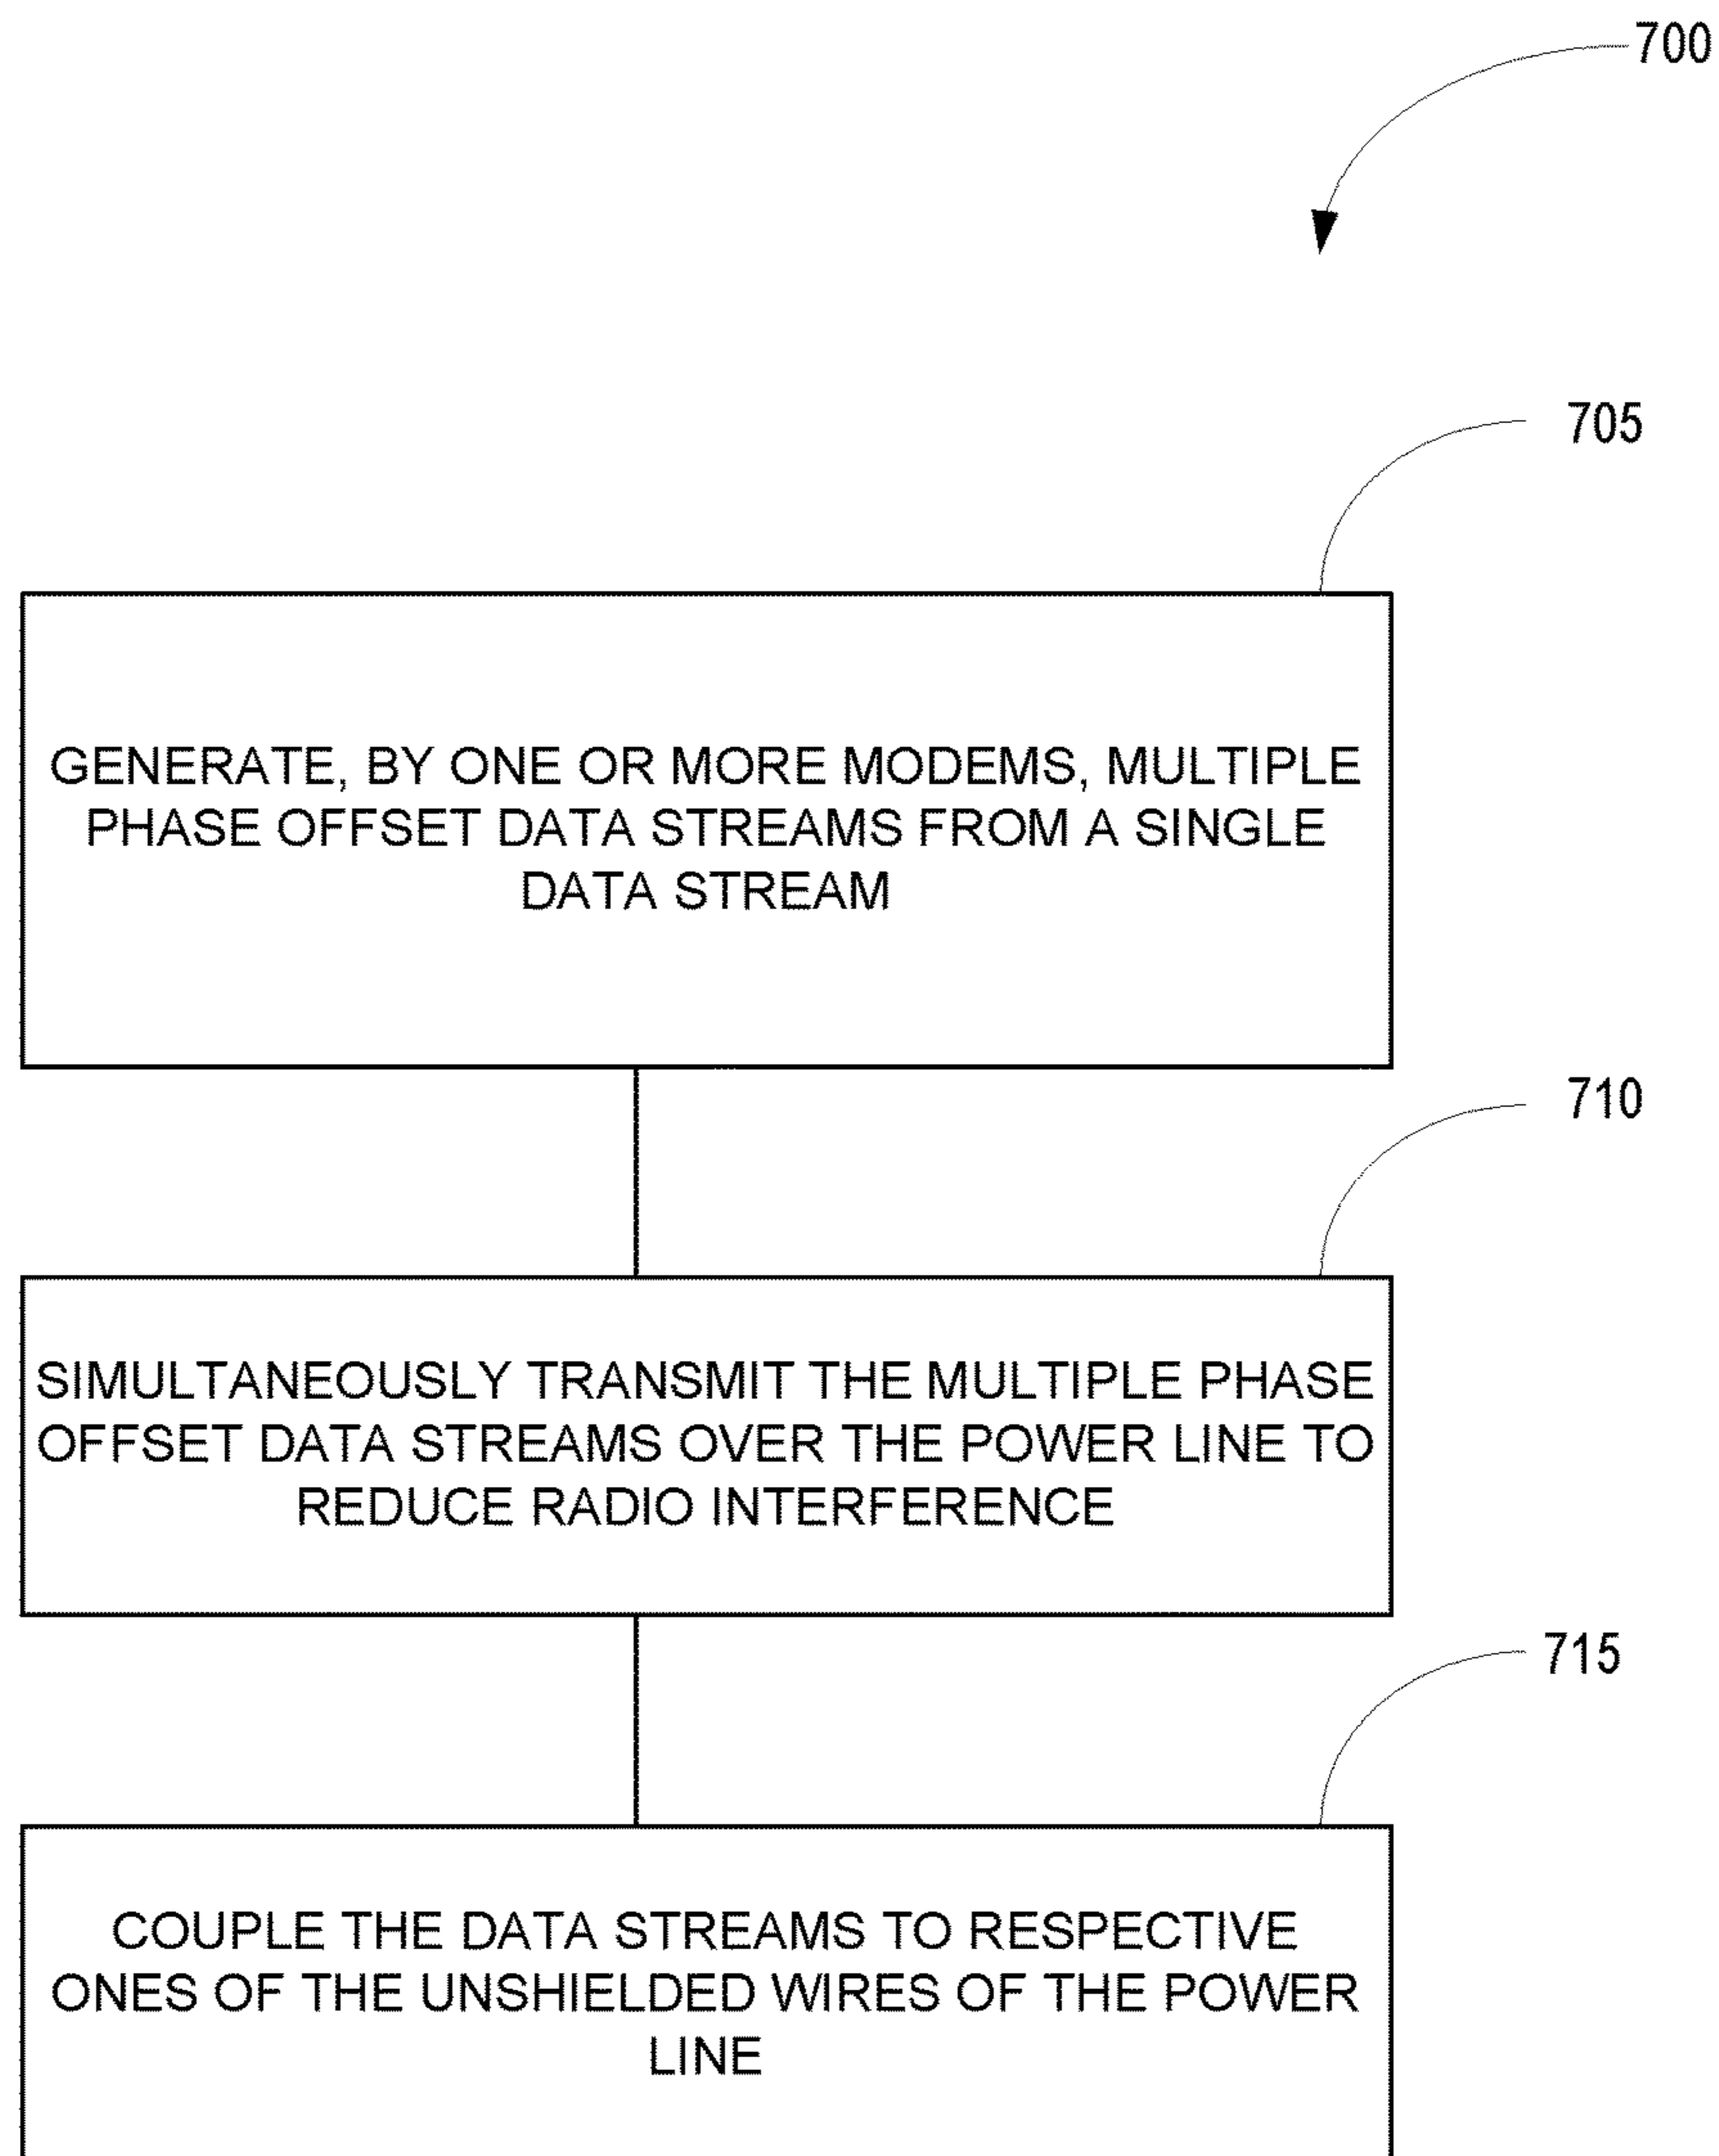 700
705
GENERATE, BY ONE OR MORE MODEMS, MULTIPLE
PHASE OFFSET DATA STREAMS FROM A SINGLE
DATA STREAM
710
SIMULTANEOUSLY TRANSMIT THE MULTIPLE PHASE
OFFSET DATA STREAMS OVER THE POWER LINE TO
REDUCE RADIO INTERFERENCE
715
COUPLE THE DATA STREAMS TO RESPECTIVE
ONES OF THE UNSHIELDED WIRES OF THE POWER
LINE